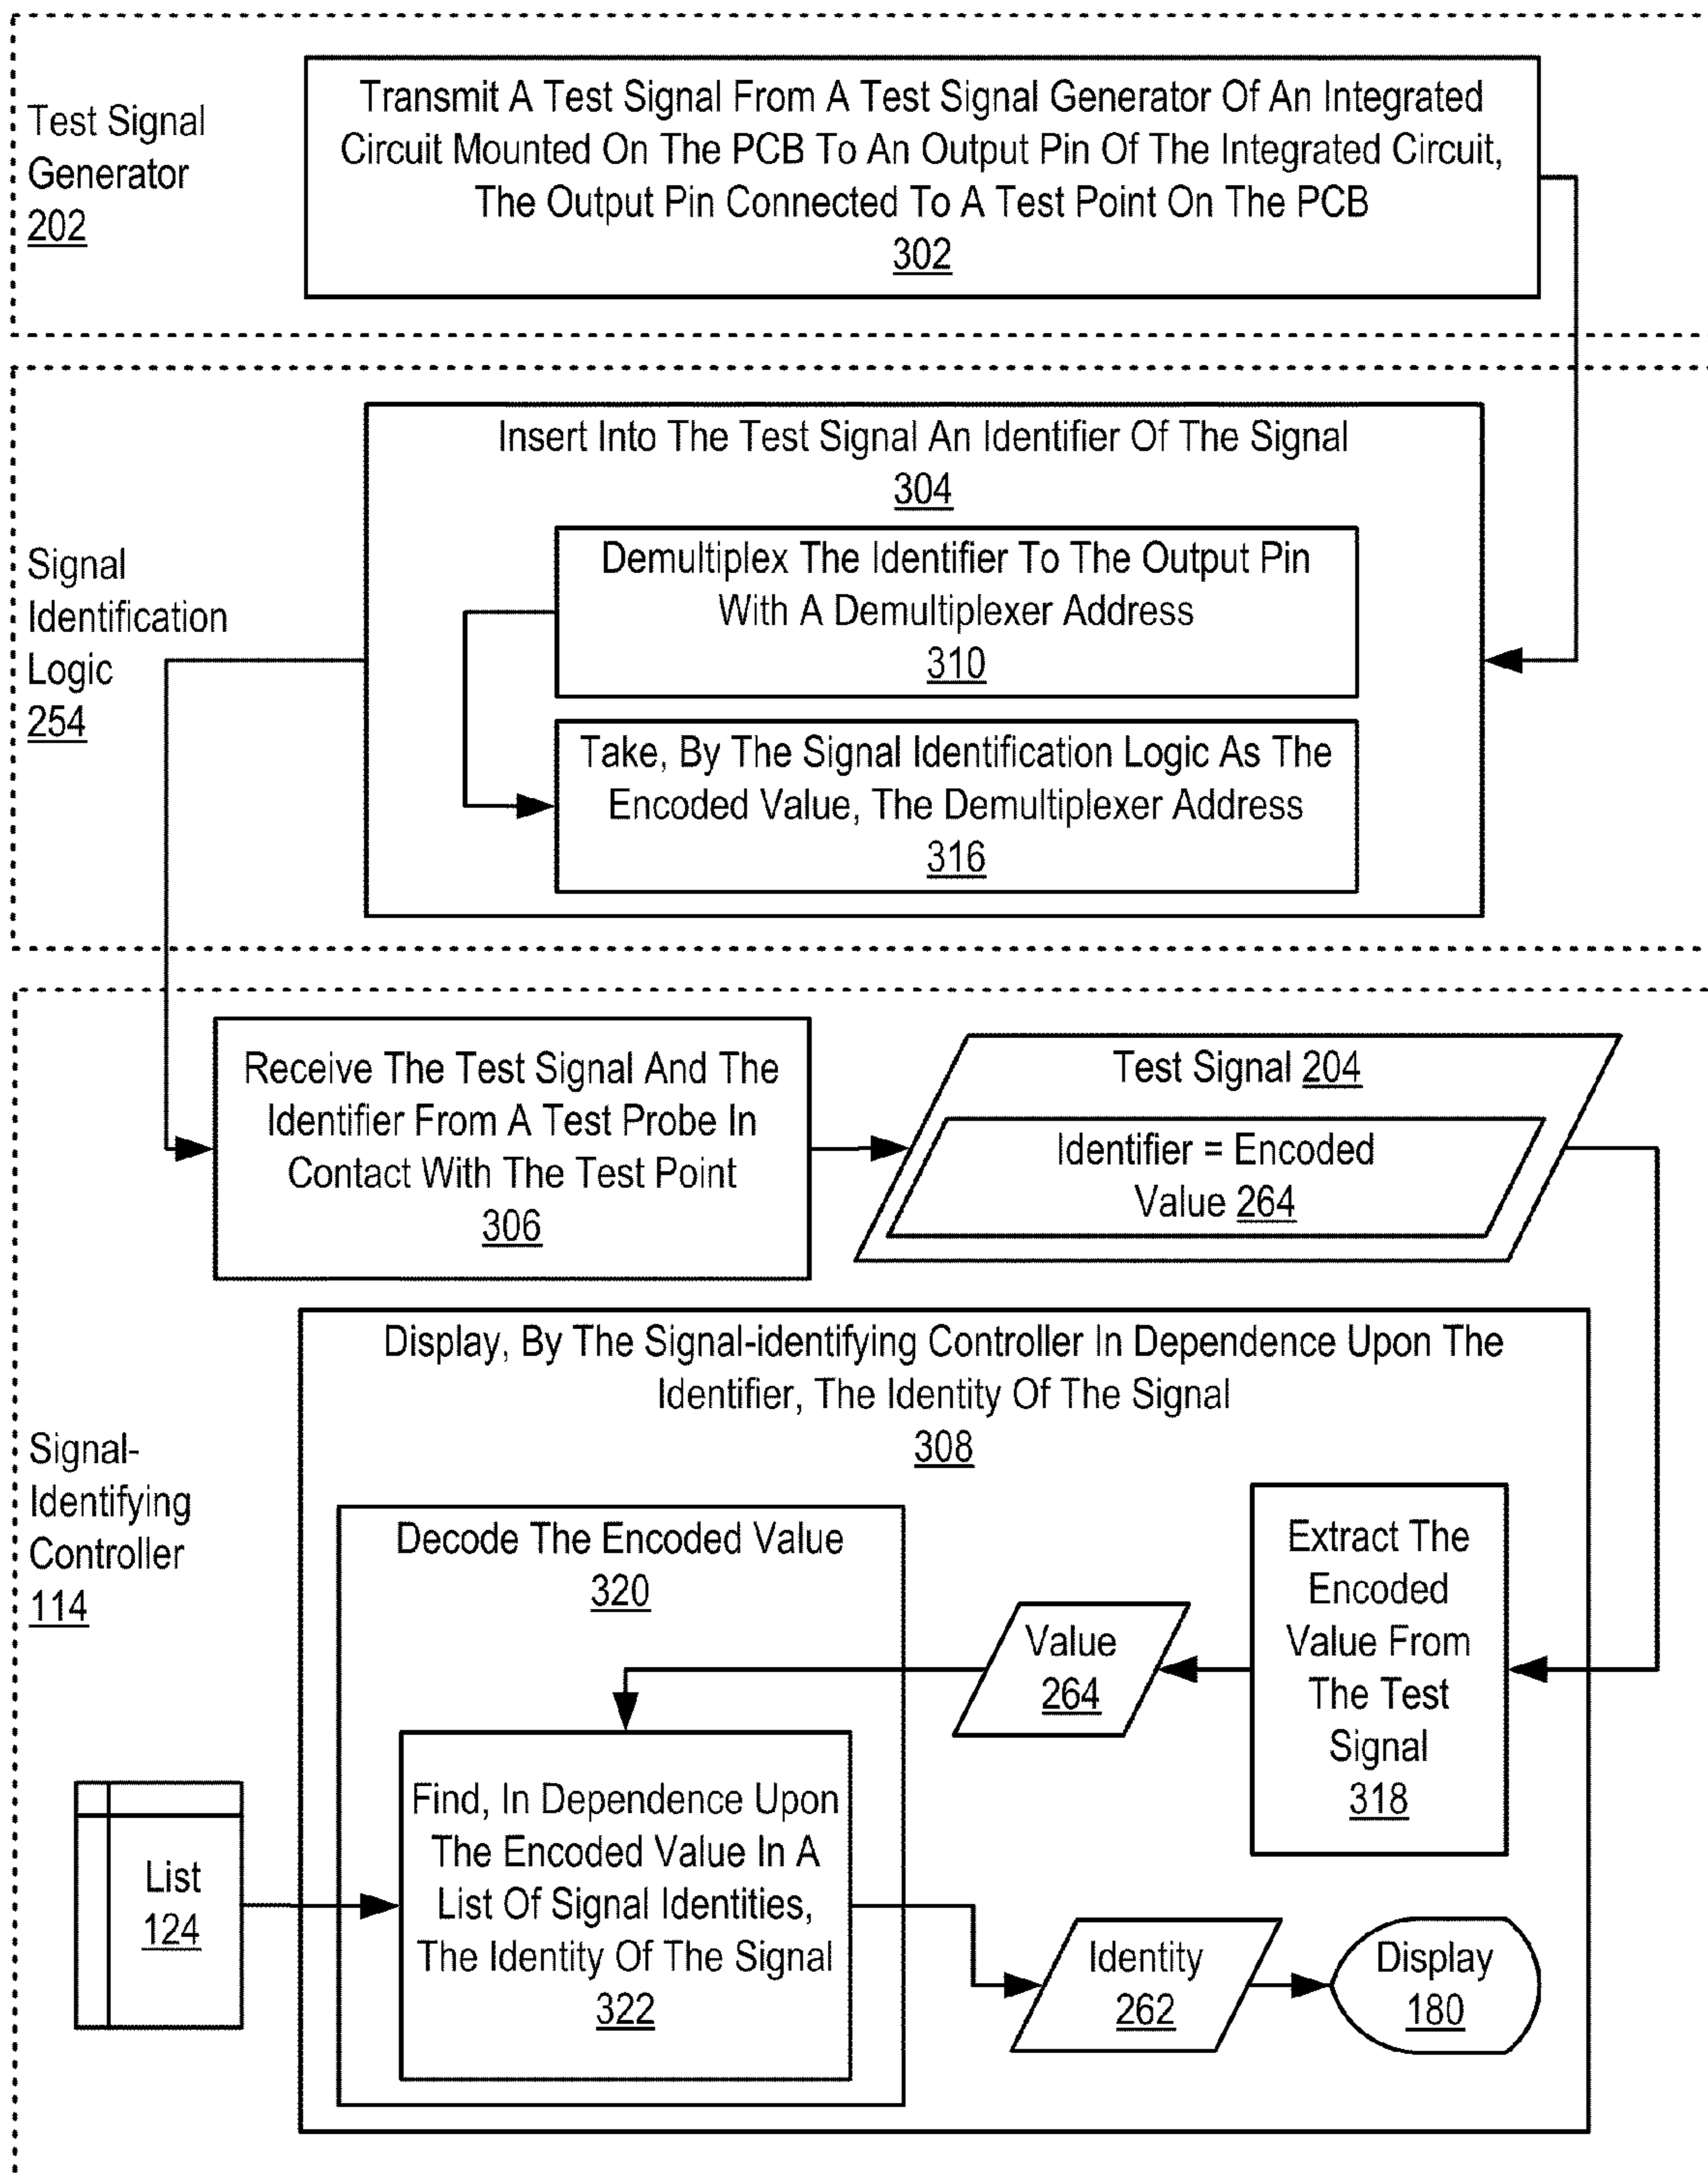 Test Signal
Generator
202
Transmit A Test Signal From A Test Signal Generator Of An Integrated
Circuit Mounted On The PCB To An Output Pin Of The Integrated Circuit,
The Output Pin Connected To A Test Point On The PCB
302
Signal
Identification
Logic
254
Insert Into The Test Signal An Identifier Of The Signal
304
Demultiplex The Identifier To The Output Pin
With A Demultiplexer Address
310
Take, By The Signal Identification Logic As The
Encoded Value, The Demultiplexer Address
316
Receive The Test Signal And The
Identifier From A Test Probe In
Contact With The Test Point
306
Test Signal 204
Identifier = Encoded
Value 264
Signal-
Identifying
Controller
114
Display, By The Signal-identifying Controller In Dependence Upon The
Identifier, The Identity Of The Signal
308
Extract The
Encoded
Value From
The Test
Signal
318
Value
264
Decode The Encoded Value
320
Find, In Dependence Upon
The Encoded Value In A
List Of Signal Identities,
The Identity Of The Signal
322
List
124
Identity
262
Display
180